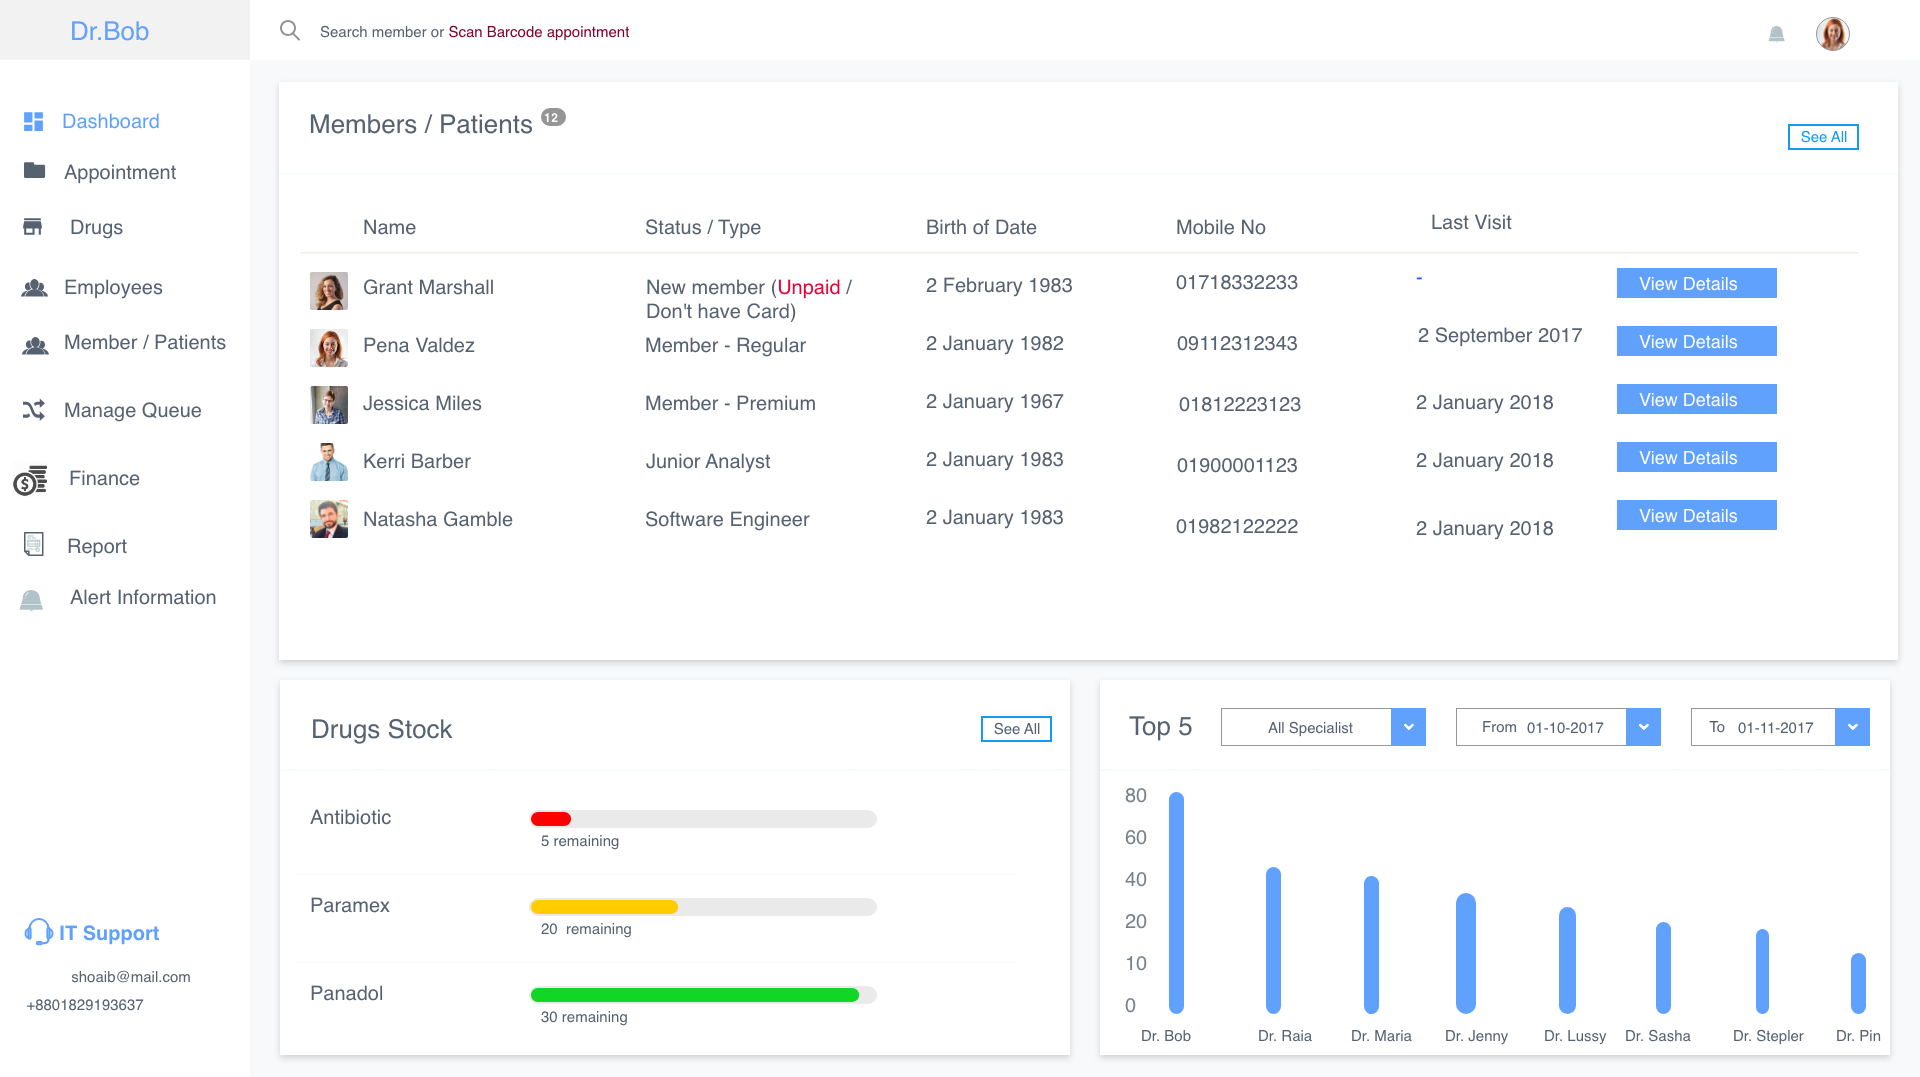 Dr.Bob
Search member or Scan Barcode appointment
Dashboard
Appointment
Drugs
Employees
Member / Patients
Manage Queue
Finance
Report
Alert Information
IT Support
shoaib@mail.com
+8801829193637
Members / Patients 12
See All
Name Status / Type Birth of Date Mobile No Last Visit
Grant Marshall New member (Unpaid / 2 February 1983 01718332233 - View Details
Don't have Card)
Pena Valdez Member - Regular 2 January 1982 09112312343 2 September 2017 View Details
Jessica Miles Member - Premium 2 January 1967 01812223123 2 January 2018 View Details
Kerri Barber Junior Analyst 2 January 1983 01900001123 2 January 2018 View Details
Natasha Gamble Software Engineer 2 January 1983 01982122222 2 January 2018 View Details
Drugs Stock See All
Antibiotic
5 remaining
Paramex
20 remaining
Panadol
30 remaining
Top 5 All Specialist From 01-10-2017 To 01-11-2017
80
60
40
20
10
0
Dr. Bob Dr. Raia Dr. Maria Dr. Jenny Dr. Lussy Dr. Sasha Dr. Stepler Dr. Pin